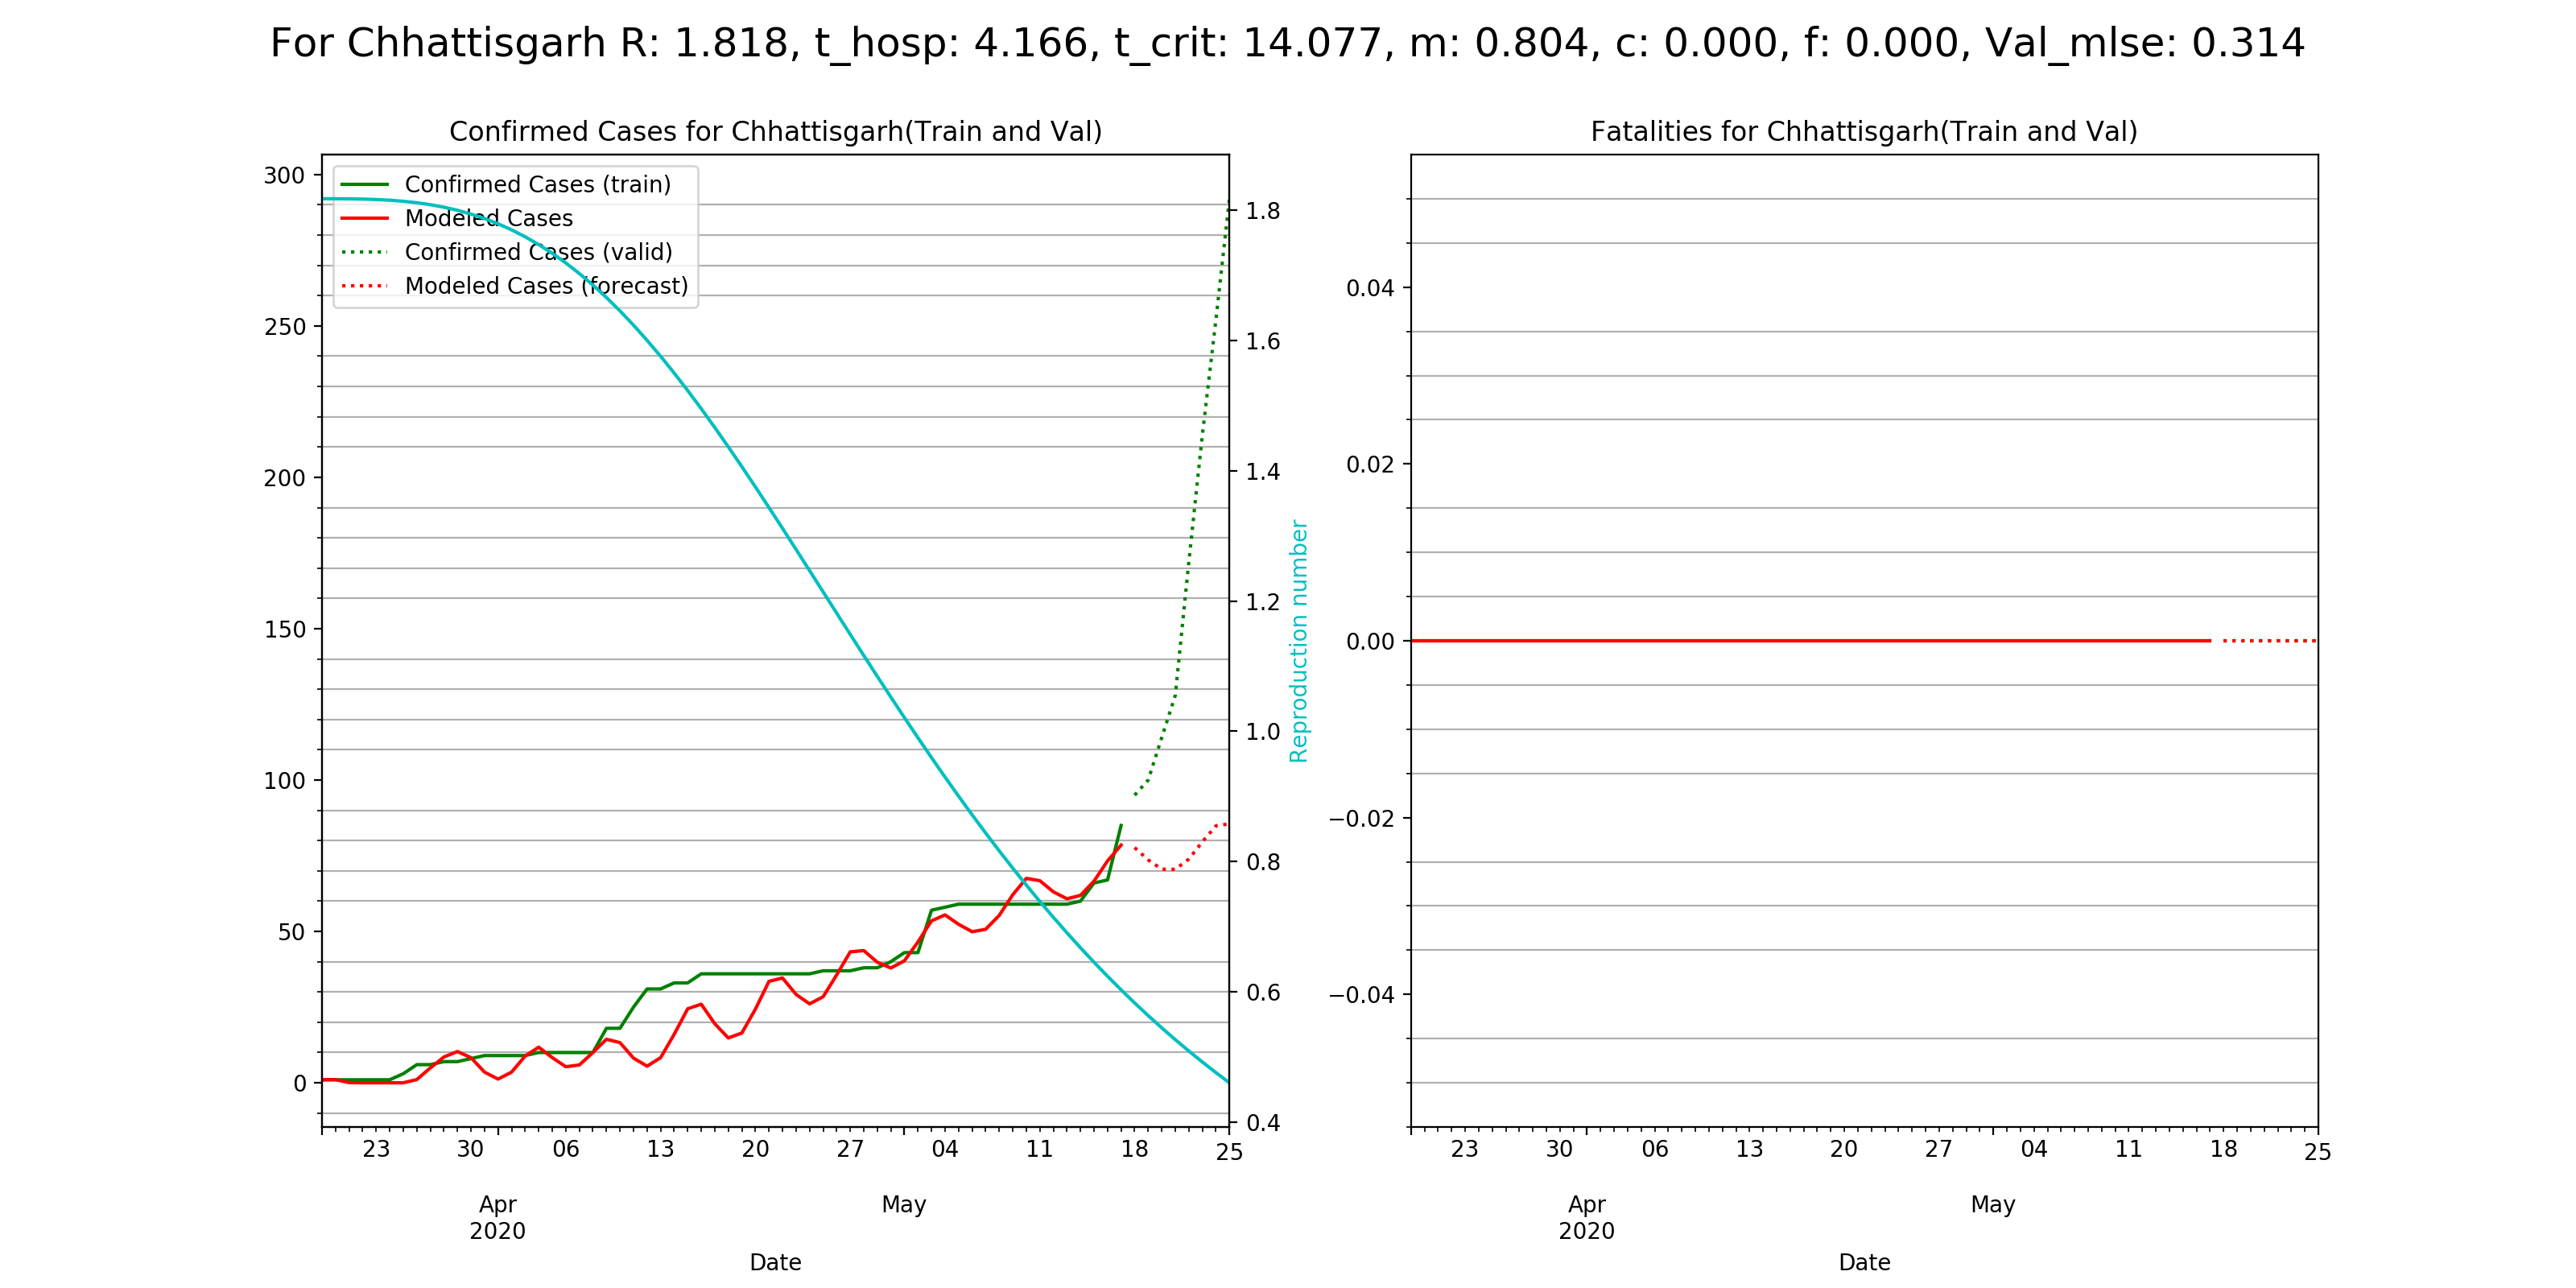 For Chhattisgarh R: 1.818, t_hosp: 4.166, t_crit: 14.077, m: 0.804, c: 0.000, f: 0.000, Val_mlse: 0.314
Confirmed Cases for Chhattisgarh(Train and Val)
300
250
200
150
100
50
0
Confirmed Cases (train)
Modeled Cases
Confirmed Cases (valid)
Modeled Cases (forecast)
1.8
1.6
1.4
1.2
1.0
0.8
0.6
0.4
Reproduction number
23 30 06 13 20 27 04 11 18 25
Apr May
2020
Date
Fatalities for Chhattisgarh(Train and Val)
0.04
0.02
0.00
−0.02
−0.04
23 30 06 13 20 27 04 11 18 25
Apr May
2020
Date